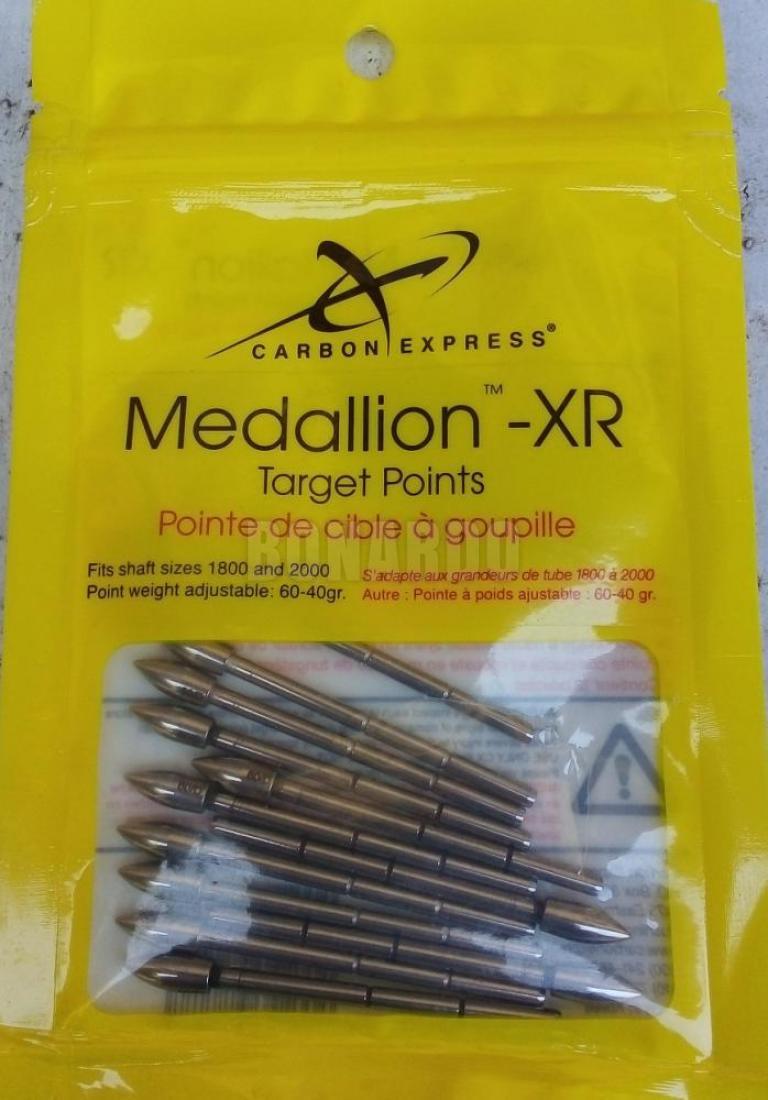 CARBON EXPRESS®
Medallion™-XR
Target Points
Pointe de cible à goupille
BONARDO
Fits shaft sizes 1800 and 2000
Point weight adjustable: 60-40gr.
S'adapte aux grandeurs de tube 1800 à 2000
Autre : Pointe à poids ajustable : 60-40 gr.